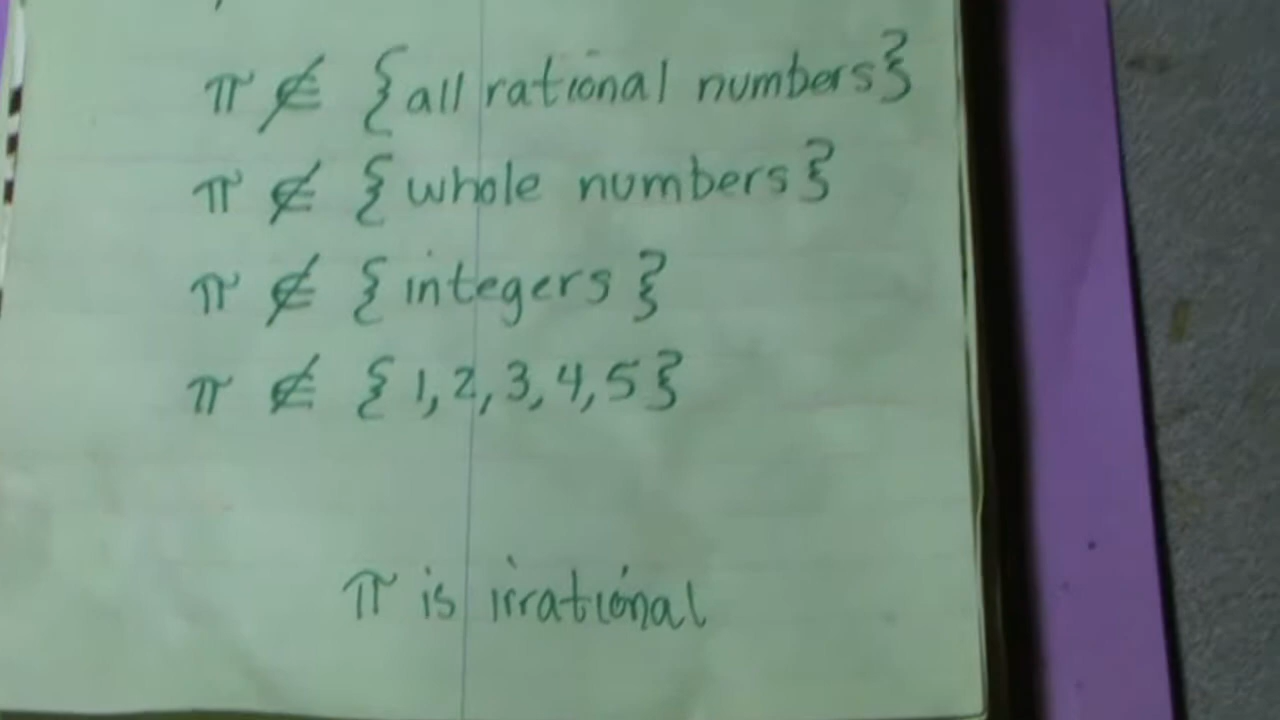 π ∉ {all rational numbers}
π ∉ {whole numbers}
π ∉ {integers}
π ∉ {1,2,3,4,5}
π is irrational